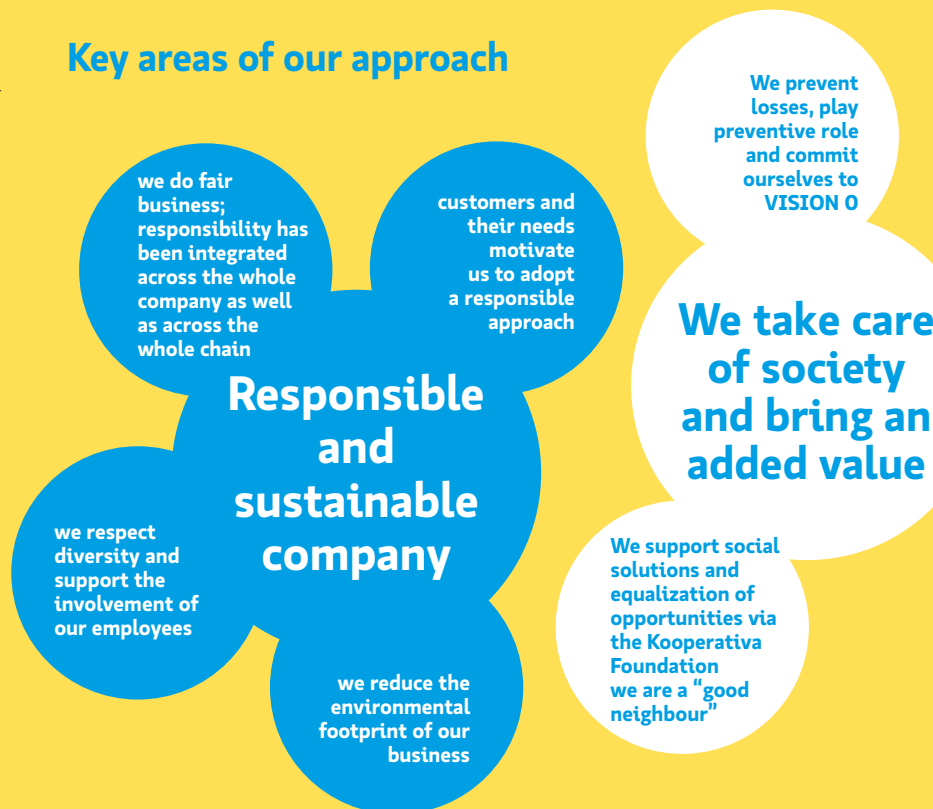 Key areas of our approach
we do fair
business;
responsibility has
been integrated
across the whole
company as well
as across the
whole chain
customers and
their needs
motivate
us to adopt
a responsible
approach
Responsible
and
sustainable
company
we respect
diversity and
support the
involvement of
our employees
we reduce the
environmental
footprint of our
business
We prevent
losses, play
preventive role
and commit
ourselves to
VISION 0
We take care
of society
and bring an
added value
We support social
solutions and
equalization of
opportunities via
the Kooperativa
Foundation
we are a “good
neighbour”